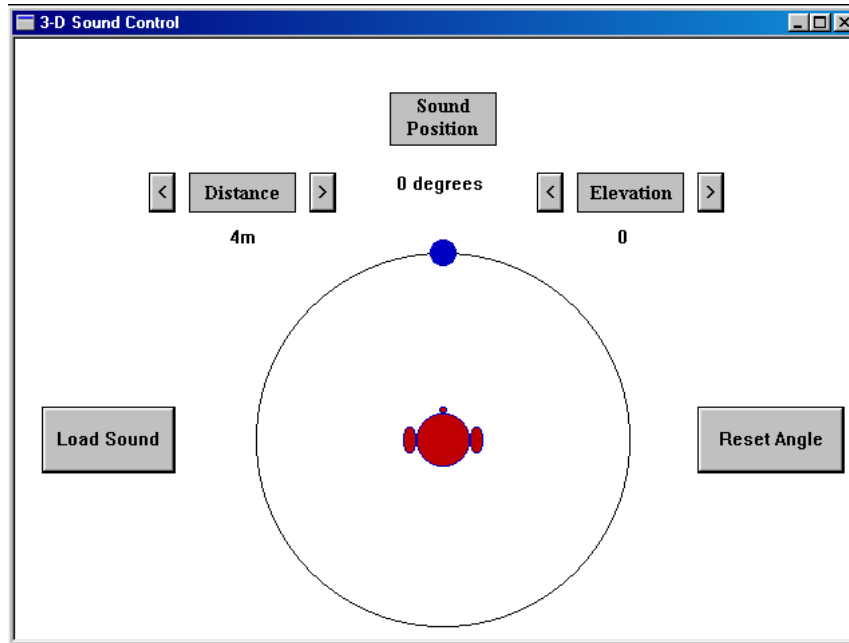 3-D Sound Control
Sound
Position
< Distance >
0 degrees
< Elevation >
4m
0
Load Sound
Reset Angle